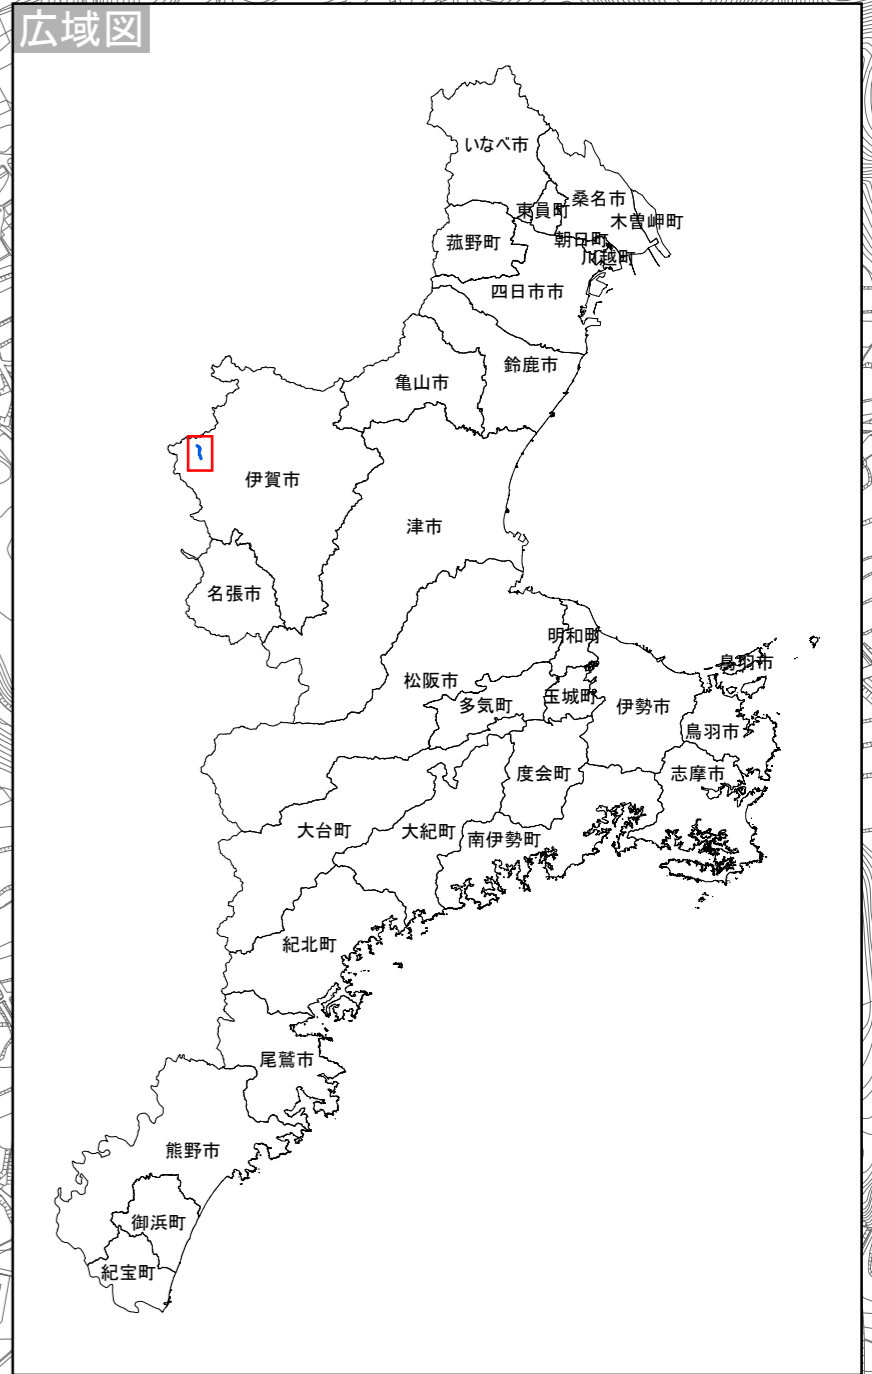 広域図
いなべ市
桑名市
東員町
木曽岬町
朝日町
菰野町
川越町
四日市市
鈴鹿市
亀山市
伊賀市
津市
名張市
明和町
鳥羽市
松阪市
玉城町
多気町
伊勢市
鳥羽市
度会町
志摩市
大台町
大紀町
南伊勢町
紀北町
尾鷲市
熊野市
御浜町
紀宝町